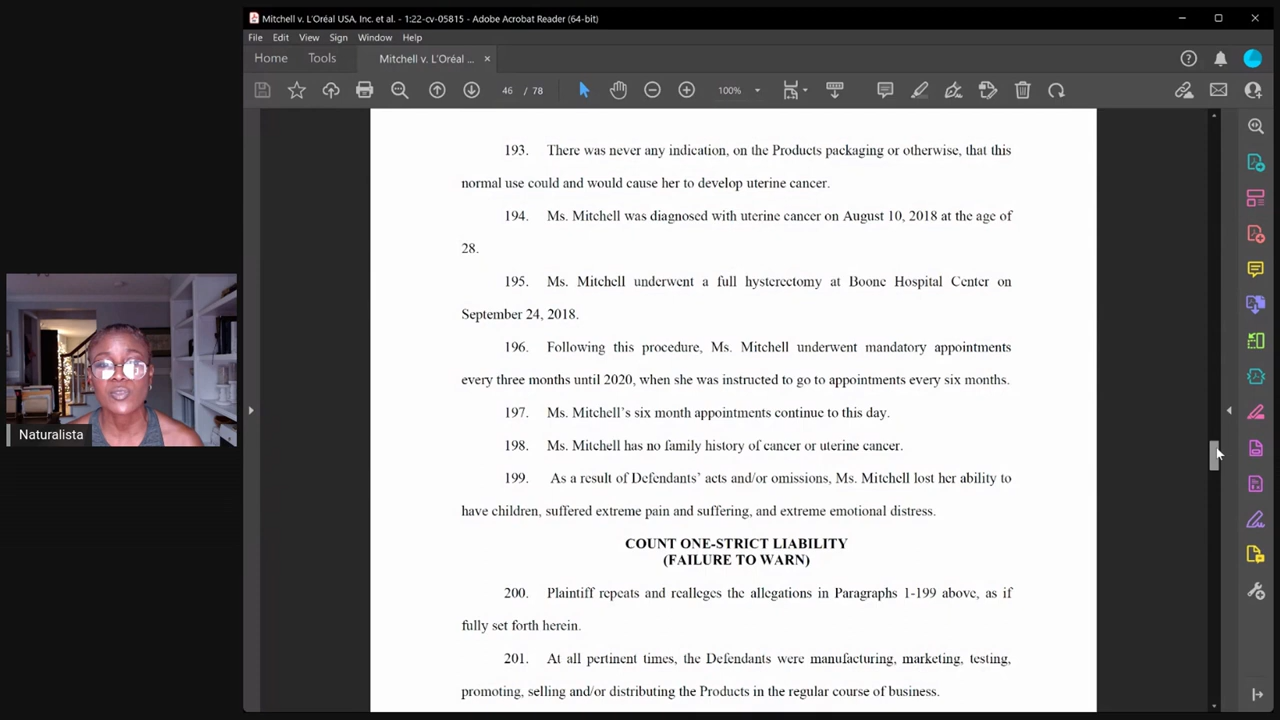 Mitchell v. L'Oréal USA, Inc. et al. - 1:22-cv-05815 - Adobe Acrobat Reader (64-bit)
File Edit View Sign Window Help
Home Tools Mitchell v. L'Oréal ... ×
46 / 78 100%
193. There was never any indication, on the Products packaging or otherwise, that this
normal use could and would cause her to develop uterine cancer.
194. Ms. Mitchell was diagnosed with uterine cancer on August 10, 2018 at the age of
28.
195. Ms. Mitchell underwent a full hysterectomy at Boone Hospital Center on
September 24, 2018.
196. Following this procedure, Ms. Mitchell underwent mandatory appointments
every three months until 2020, when she was instructed to go to appointments every six months.
197. Ms. Mitchell's six month appointments continue to this day.
198. Ms. Mitchell has no family history of cancer or uterine cancer.
199. As a result of Defendants' acts and/or omissions, Ms. Mitchell lost her ability to
have children, suffered extreme pain and suffering, and extreme emotional distress.
COUNT ONE-STRICT LIABILITY
(FAILURE TO WARN)
200. Plaintiff repeats and realleges the allegations in Paragraphs 1-199 above, as if
fully set forth herein.
201. At all pertinent times, the Defendants were manufacturing, marketing, testing,
promoting, selling and/or distributing the Products in the regular course of business.
Naturalista